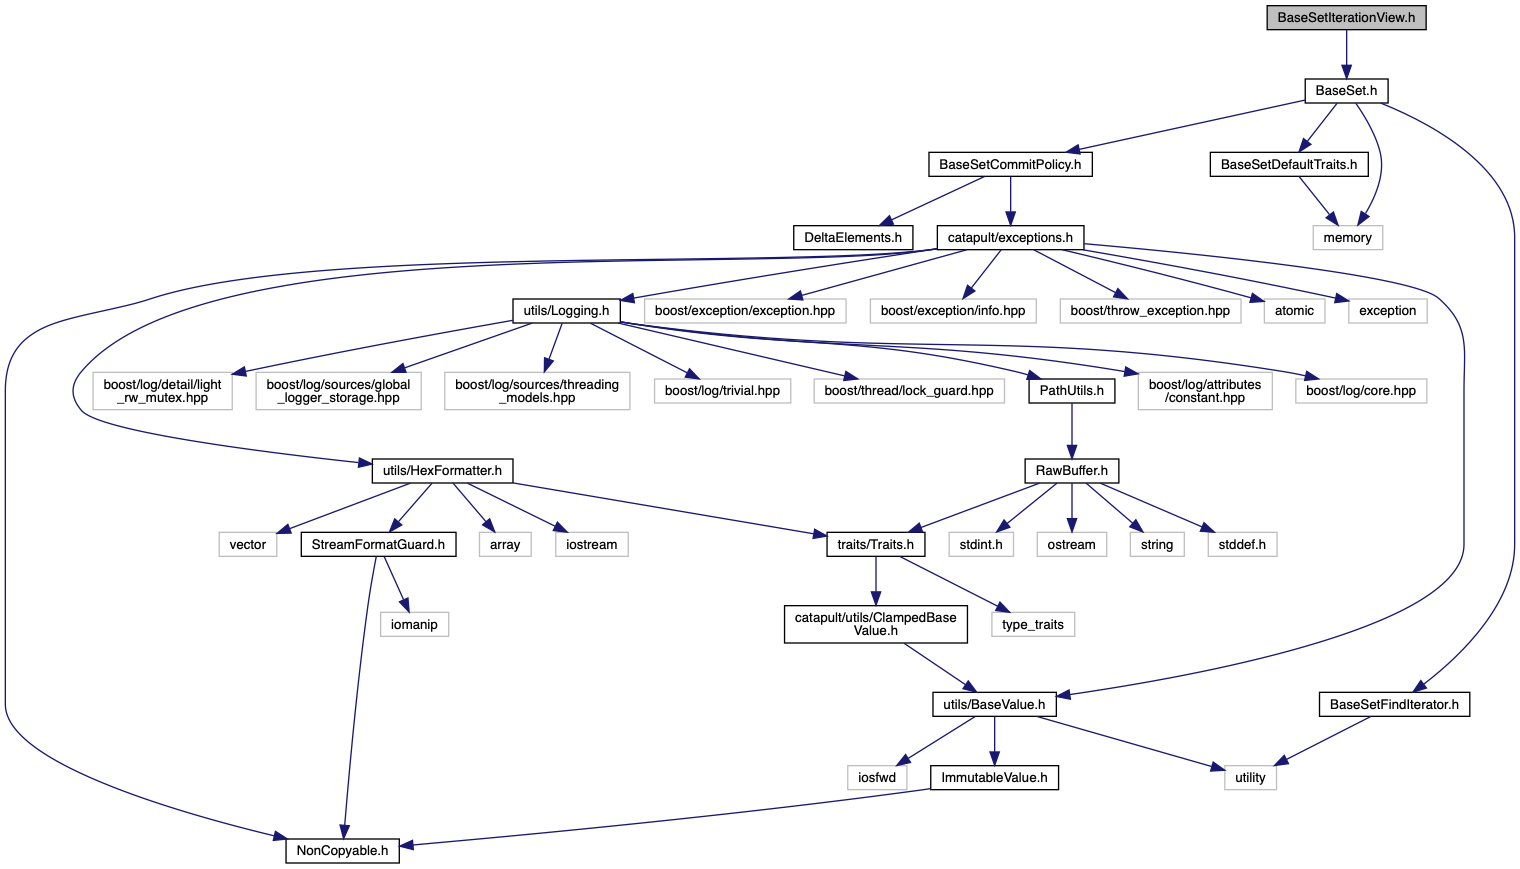 BaseSetIterationView.h
BaseSet.h
BaseSetCommitPolicy.h
BaseSetDefaultTraits.h
DeltaElements.h
catapult/exceptions.h
memory
utils/Logging.h
boost/exception/exception.hpp
boost/exception/info.hpp
boost/throw_exception.hpp
atomic
exception
boost/log/detail/light
_rw_mutex.hpp
boost/log/sources/global
_logger_storage.hpp
boost/log/sources/threading
_models.hpp
boost/log/trivial.hpp
boost/thread/lock_guard.hpp
PathUtils.h
boost/log/attributes
/constant.hpp
boost/log/core.hpp
utils/HexFormatter.h
RawBuffer.h
vector
StreamFormatGuard.h
array
iostream
traits/Traits.h
stdint.h
ostream
string
stddef.h
iomanip
catapult/utils/ClampedBase
Value.h
type_traits
utils/BaseValue.h
BaseSetFindIterator.h
iosfwd
ImmutableValue.h
utility
NonCopyable.h